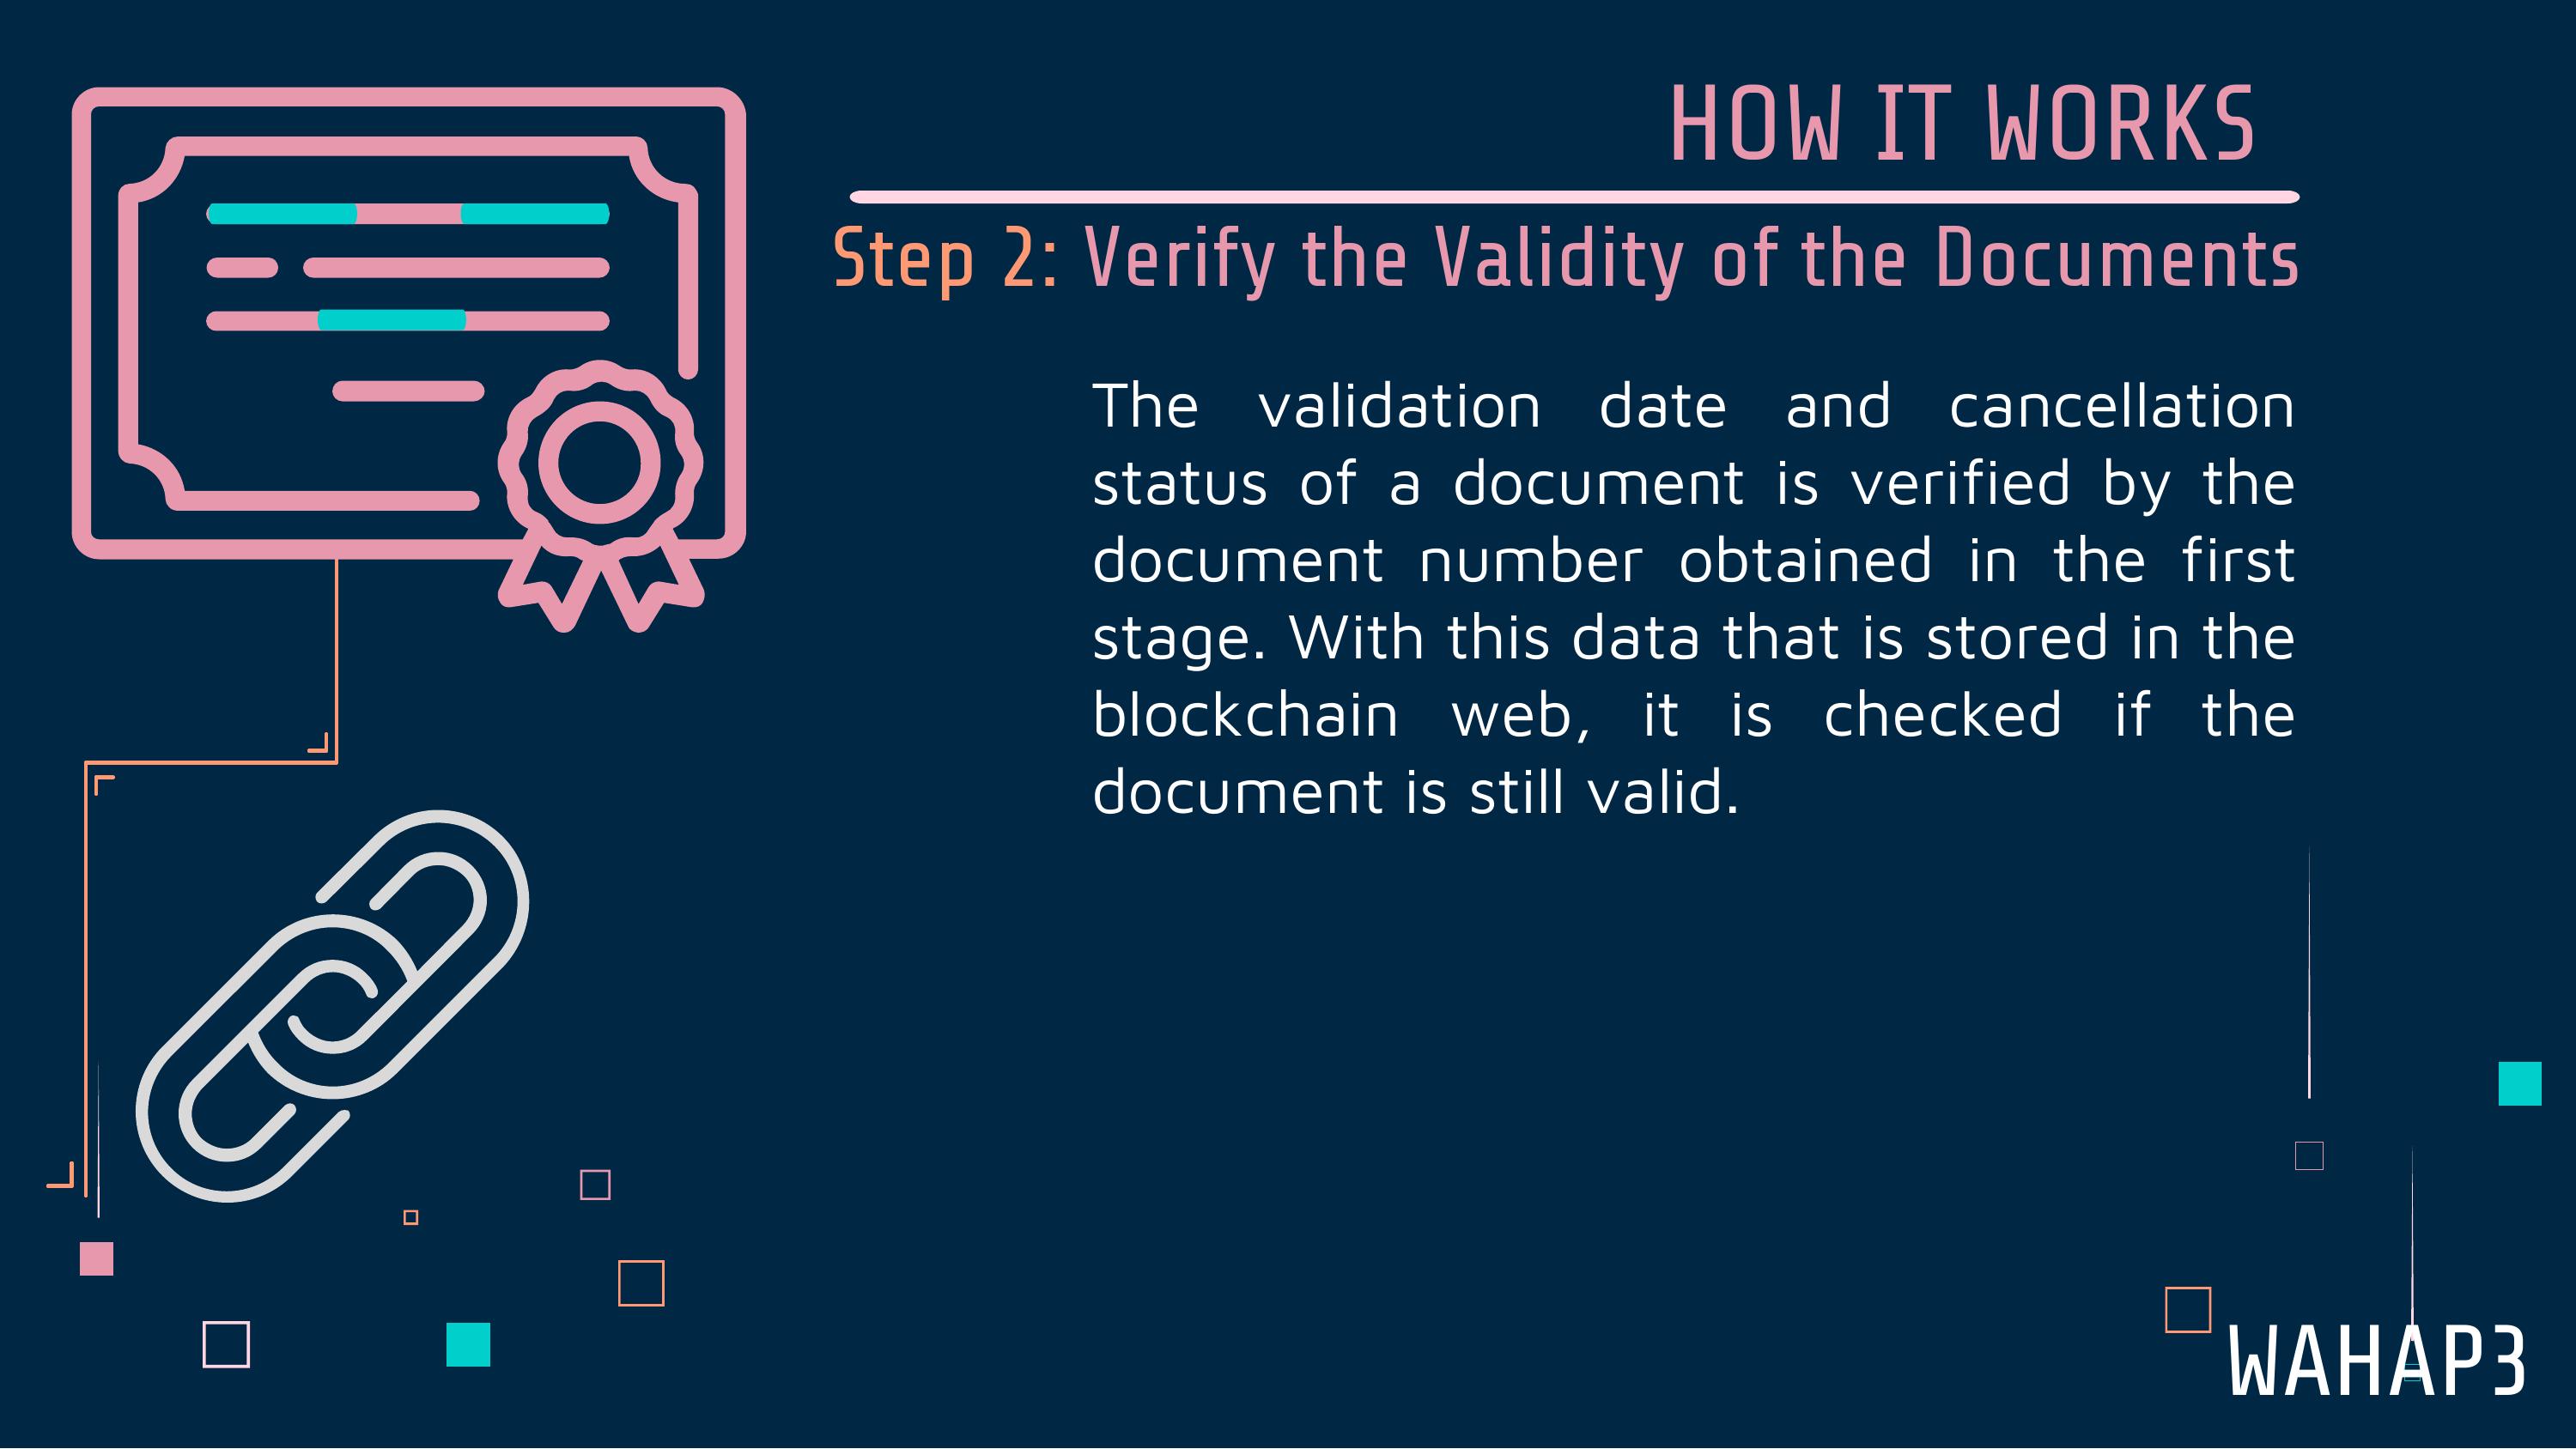 HOW IT WORKS
Step 2: Verify the Validity of the Documents
The validation date and cancellation
status of a document is verified by the
document number obtained in the first
stage. With this data that is stored in the
blockchain web, it is checked if the
document is still valid.
WAHAP3